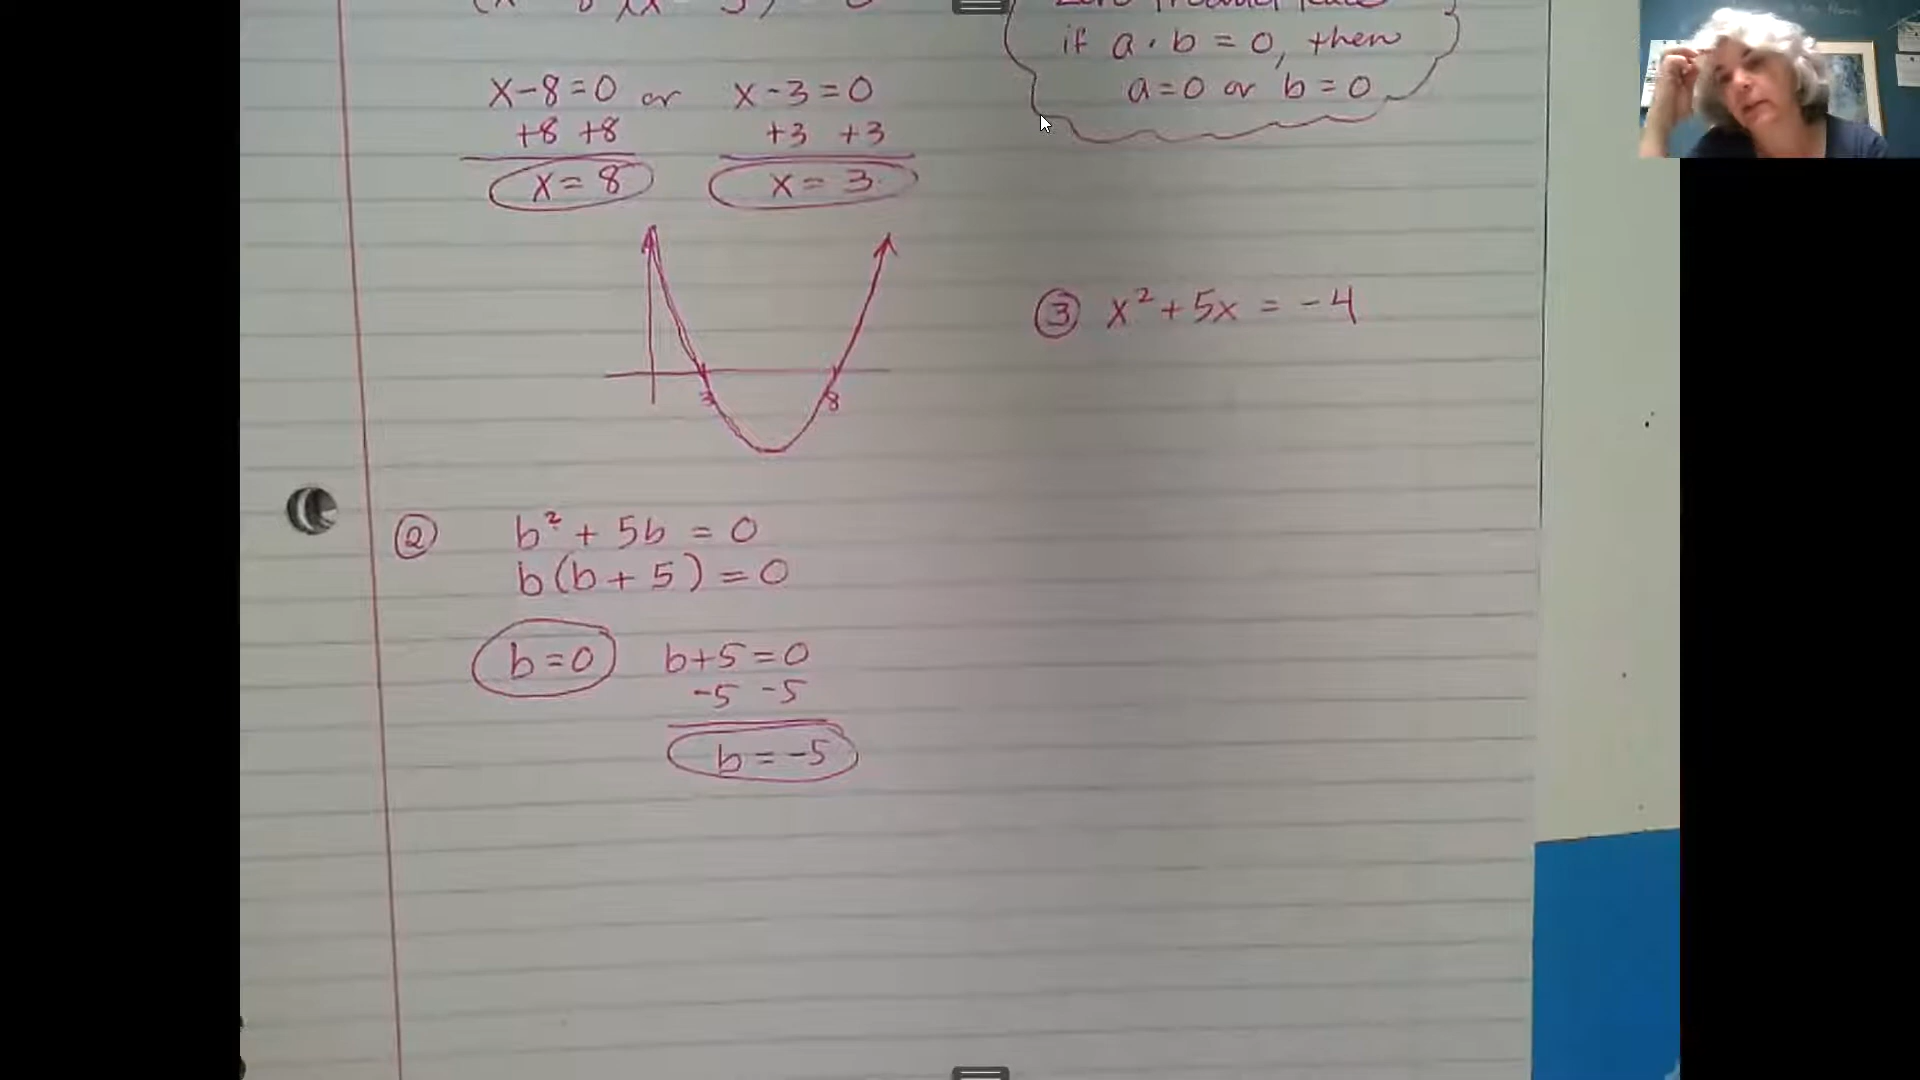 x-8=0 or x-3=0
+8 +8 +3 +3
x=8 x=3
3 8
② b² + 5b = 0
b(b+5)=0
b=0 b+5=0
-5 -5
b=-5
if a·b=0, then
a=0 or b=0
③ x²+5x = -4